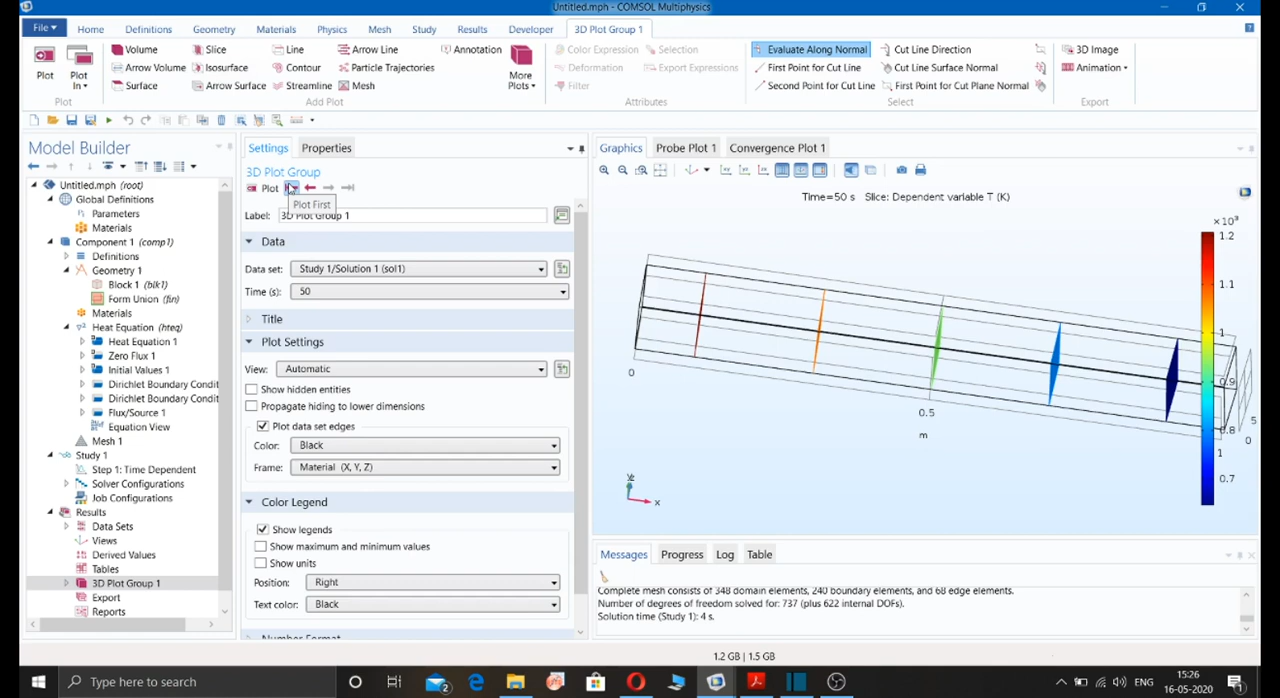 Untitled.mph - COMSOL Multiphysics
File Home Definitions Geometry Materials Physics Mesh Study Results Developer 3D Plot Group 1
Plot
Plot In
Volume Slice Line Arrow Line Annotation
Arrow Volume Isosurface Contour Particle Trajectories
Surface Arrow Surface Streamline Mesh
More Plots
Color Expression Selection
Deformation Export Expressions
Filter
Evaluate Along Normal Cut Line Direction
First Point for Cut Line Cut Line Surface Normal
Second Point for Cut Line First Point for Cut Plane Normal
3D Image
Animation
Plot Add Plot Attributes Select Export
Model Builder
Untitled.mph (root)
Global Definitions
Parameters
Materials
Component 1 (comp1)
Definitions
Geometry 1
Block 1 (blk1)
Form Union (fin)
Materials
Heat Equation (hteq)
Heat Equation 1
Zero Flux 1
Initial Values 1
Dirichlet Boundary Condit
Dirichlet Boundary Condit
Flux/Source 1
Equation View
Mesh 1
Study 1
Step 1: Time Dependent
Solver Configurations
Job Configurations
Results
Data Sets
Views
Derived Values
Tables
3D Plot Group 1
Export
Reports
Settings Properties
3D Plot Group
Plot
Plot First
Label: 3D Plot Group 1
Data
Data set: Study 1/Solution 1 (sol1)
Time (s): 50
Title
Plot Settings
View: Automatic
Show hidden entities
Propagate hiding to lower dimensions
Plot data set edges
Color: Black
Frame: Material (X, Y, Z)
Color Legend
Show legends
Show maximum and minimum values
Show units
Position: Right
Text color: Black
Number Format
Graphics Probe Plot 1 Convergence Plot 1
Time=50 s Slice: Dependent variable T (K)
×10³
1.2
1.1
1
0.9
0.8
0.7
0
0.5
m
1
5
0
y z
x
Messages Progress Log Table
Complete mesh consists of 348 domain elements, 240 boundary elements, and 68 edge elements.
Number of degrees of freedom solved for: 737 (plus 622 internal DOFs).
Solution time (Study 1): 4 s.
1.2 GB | 1.5 GB
Type here to search
2
ENG
15:26
16-05-2020
1